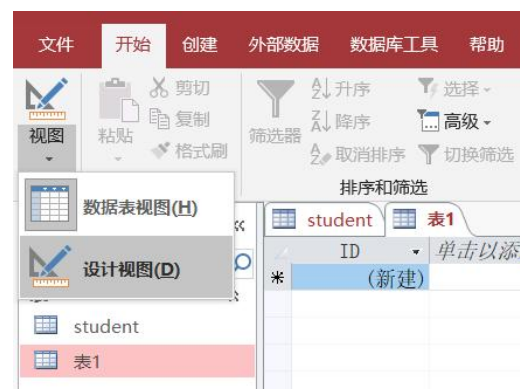 文件 开始 创建 外部数据 数据库工具 帮助
视图
粘贴
剪切
复制
格式刷
筛选器
升序
降序
取消排序
选择
高级
切换筛选
排序和筛选
数据表视图(H)
设计视图(D)
student 表1
ID 单击以添
(新建)
student
表1